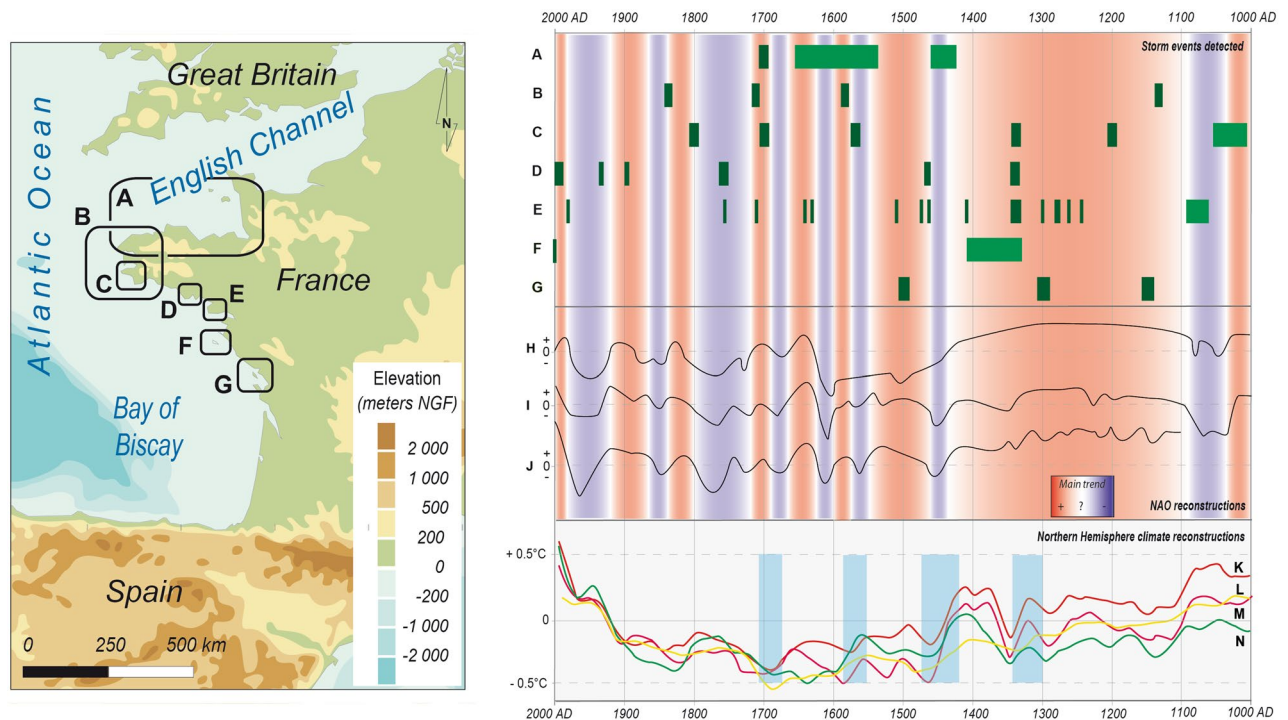 Great Britain
English Channel
Atlantic Ocean
N
A
B
C
D
E
F
G
France
Bay of
Biscay
Spain
0 250 500 km
Elevation
(meters NGF)
2 000
1 000
500
200
0
-200
-1 000
-2 000
2000 AD 1900 1800 1700 1600 1500 1400 1300 1200 1100 1000 AD
Storm events detected
A
B
C
D
E
F
G
H + 0 -
I + 0 -
J + 0 -
Main trend
+ ? -
NAO reconstructions
Northern Hemisphere climate reconstructions
+ 0.5°C
0
- 0.5°C
K
L
M
N
2000 AD 1900 1800 1700 1600 1500 1400 1300 1200 1100 1000 AD